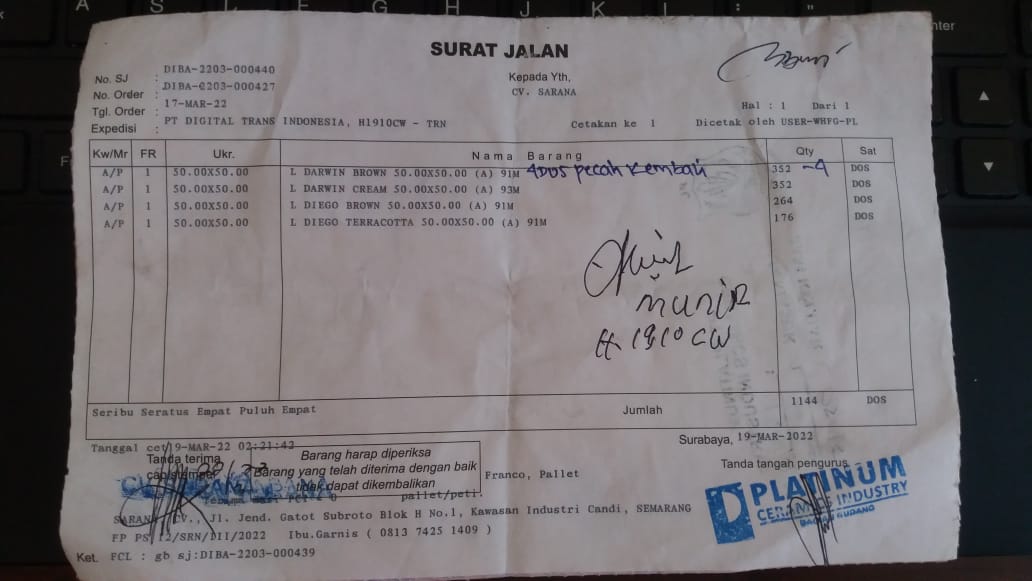 SURAT JALAN
No. SJ : DIBA-2203-000440
No. Order : DIBA-2203-000427
Tgl. Order : 17-MAR-22
Expedisi : PT DIGITAL TRANS INDONESIA, H1910CW - TRN
Kepada Yth,
CV. SARANA
Hal : 1 Dari 1
Cetakan ke 1 Dicetak oleh USER-WHFG-PL
Kw/Mr FR Ukr. Nama Barang Qty Sat
A/P 1 50.00X50.00 L DARWIN BROWN 50.00X50.00 (A) 91M 4 DOS pecah Kembali 352 -4 DOS
A/P 1 50.00X50.00 L DARWIN CREAM 50.00X50.00 (A) 93M 352 DOS
A/P 1 50.00X50.00 L DIEGO BROWN 50.00X50.00 (A) 91M 264 DOS
A/P 1 50.00X50.00 L DIEGO TERRACOTTA 50.00X50.00 (A) 91M 176 DOS
MUNIR
H 1910 CW
Seribu Seratus Empat Puluh Empat Jumlah 1144 DOS
Tanggal cet 19-MAR-22 02:21:42
Surabaya, 19-MAR-2022
Tanda terima
Barang harap diperiksa
Barang yang telah diterima dengan baik
tidak dapat dikembalikan
Franco, Pallet
Tanda tangan pengurus
PLATINUM
CERAMICS INDUSTRY
BAGIAN GUDANG
pallet/peti.
SARANA, CV., Jl. Jend. Gatot Subroto Blok H No.1, Kawasan Industri Candi, SEMARANG
FP PS 12/SRN/III/2022 Ibu.Garnis ( 0813 7425 1409 )
Ket. FCL : gb sj:DIBA-2203-000439